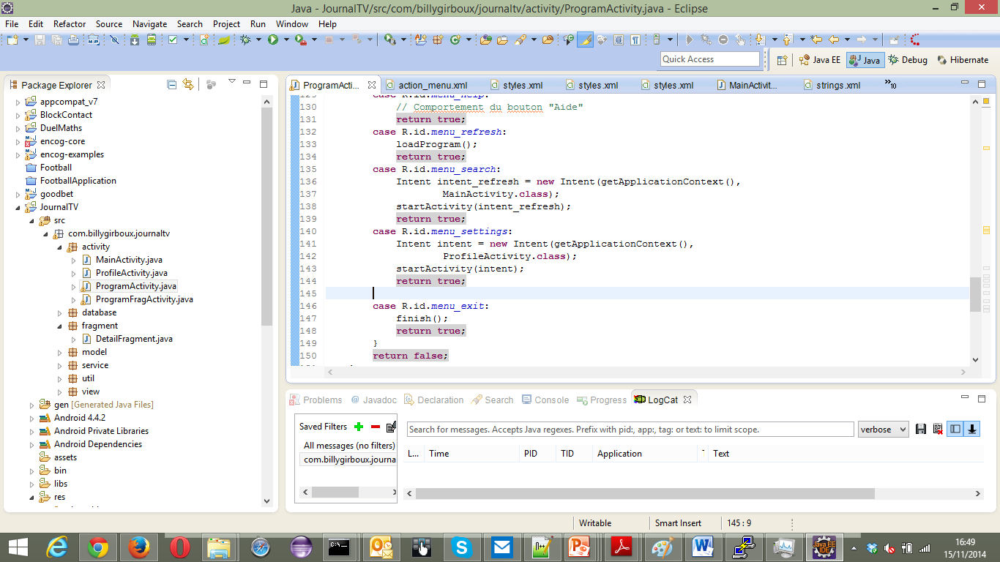 Java - JournalTV/src/com/billygirboux/journaltv/activity/ProgramActivity.java - Eclipse
File Edit Refactor Source Navigate Search Project Run Window Help
Quick Access
Java EE
Java
Debug
Hibernate
Package Explorer
appcompat_v7
BlockContact
DuelMaths
encog-core
encog-examples
Football
FootballApplication
goodbet
JournalTV
src
com.billygirboux.journaltv
activity
MainActivity.java
ProfileActivity.java
ProgramActivity.java
ProgramFragActivity.java
database
fragment
DetailFragment.java
model
service
util
view
gen [Generated Java Files]
Android 4.4.2
Android Private Libraries
Android Dependencies
assets
bin
libs
res
ProgramActi...
action_menu.xml
styles.xml
styles.xml
styles.xml
MainActivit...
strings.xml
»10
129 case R.id.menu_help:
130 // Comportement du bouton "Aide"
131 return true;
132 case R.id.menu_refresh:
133 loadProgram();
134 return true;
135 case R.id.menu_search:
136 Intent intent_refresh = new Intent(getApplicationContext(),
137 MainActivity.class);
138 startActivity(intent_refresh);
139 return true;
140 case R.id.menu_settings:
141 Intent intent = new Intent(getApplicationContext(),
142 ProfileActivity.class);
143 startActivity(intent);
144 return true;
145
146 case R.id.menu_exit:
147 finish();
148 return true;
149 }
150 return false;
Problems
@ Javadoc
Declaration
Search
Console
Progress
LogCat
Saved Filters
All messages (no filters)
com.billygirboux.journa
Search for messages. Accepts Java regexes. Prefix with pid:, app:, tag: or text: to limit scope.
verbose
L... Time PID TID Application Text
Writable
Smart Insert
145 : 9
Java EE
IDE
16:49
15/11/2014